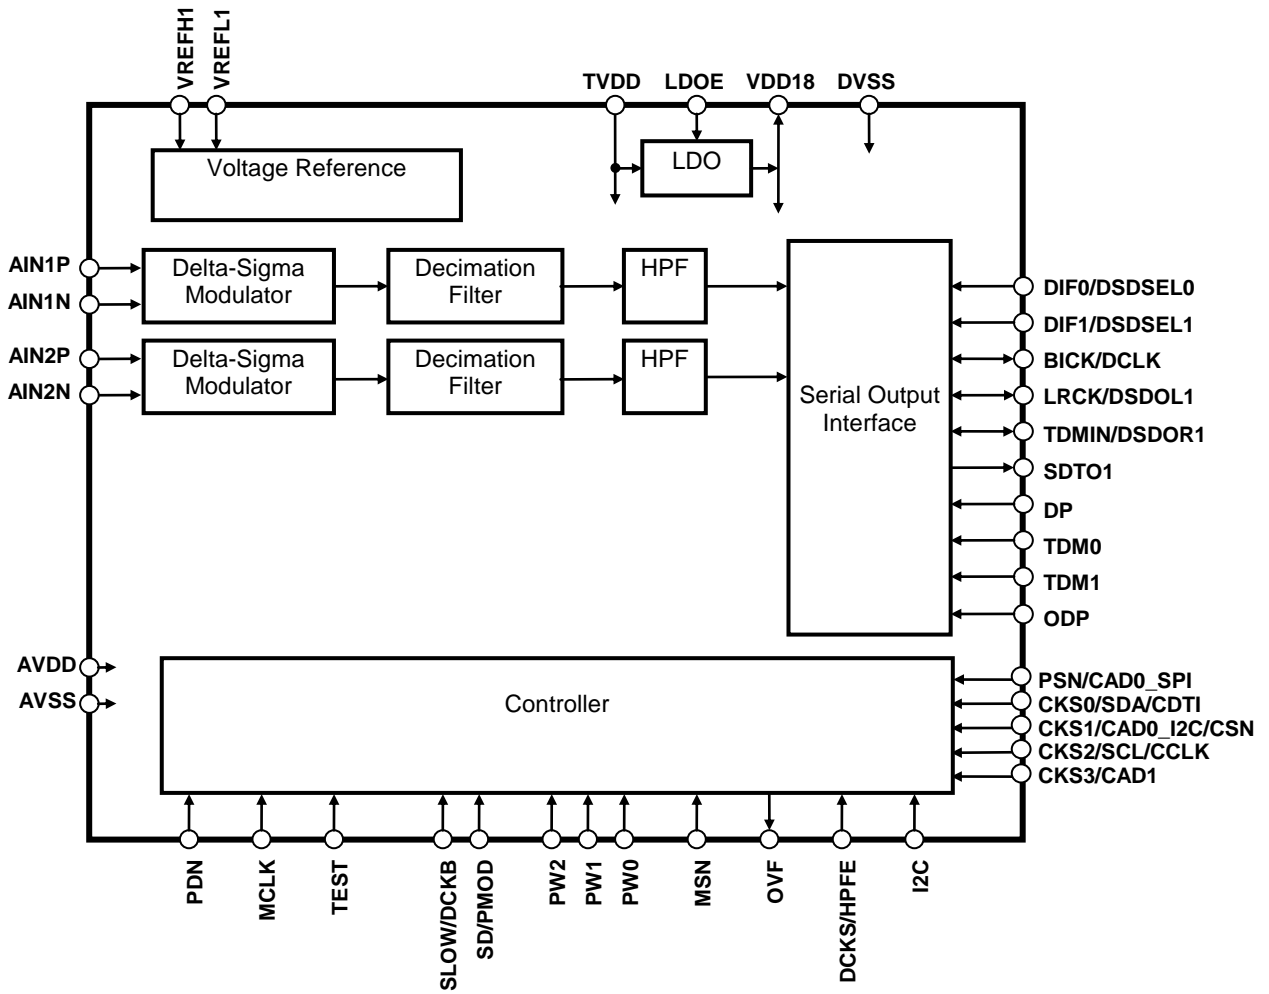 VREFH1
VREFL1
TVDD
LDOE
VDD18
DVSS
Voltage Reference
LDO
AIN1P
AIN1N
AIN2P
AIN2N
Delta-Sigma
Modulator
Decimation
Filter
HPF
Delta-Sigma
Modulator
Decimation
Filter
HPF
Serial Output
Interface
DIF0/DSDSEL0
DIF1/DSDSEL1
BICK/DCLK
LRCK/DSDOL1
TDMIN/DSDOR1
SDTO1
DP
TDM0
TDM1
ODP
AVDD
AVSS
Controller
PSN/CAD0_SPI
CKS0/SDA/CDTI
CKS1/CAD0_I2C/CSN
CKS2/SCL/CCLK
CKS3/CAD1
PDN
MCLK
TEST
SLOW/DCKB
SD/PMOD
PW2
PW1
PW0
MSN
OVF
DCKS/HPFE
I2C